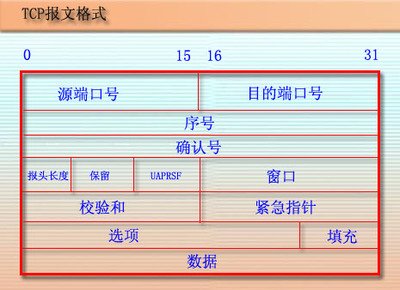 TCP报文格式
0 15 16 31
源端口号 目的端口号
序号
确认号
报头长度 保留 UAPRSF 窗口
校验和 紧急指针
选项 填充
数据